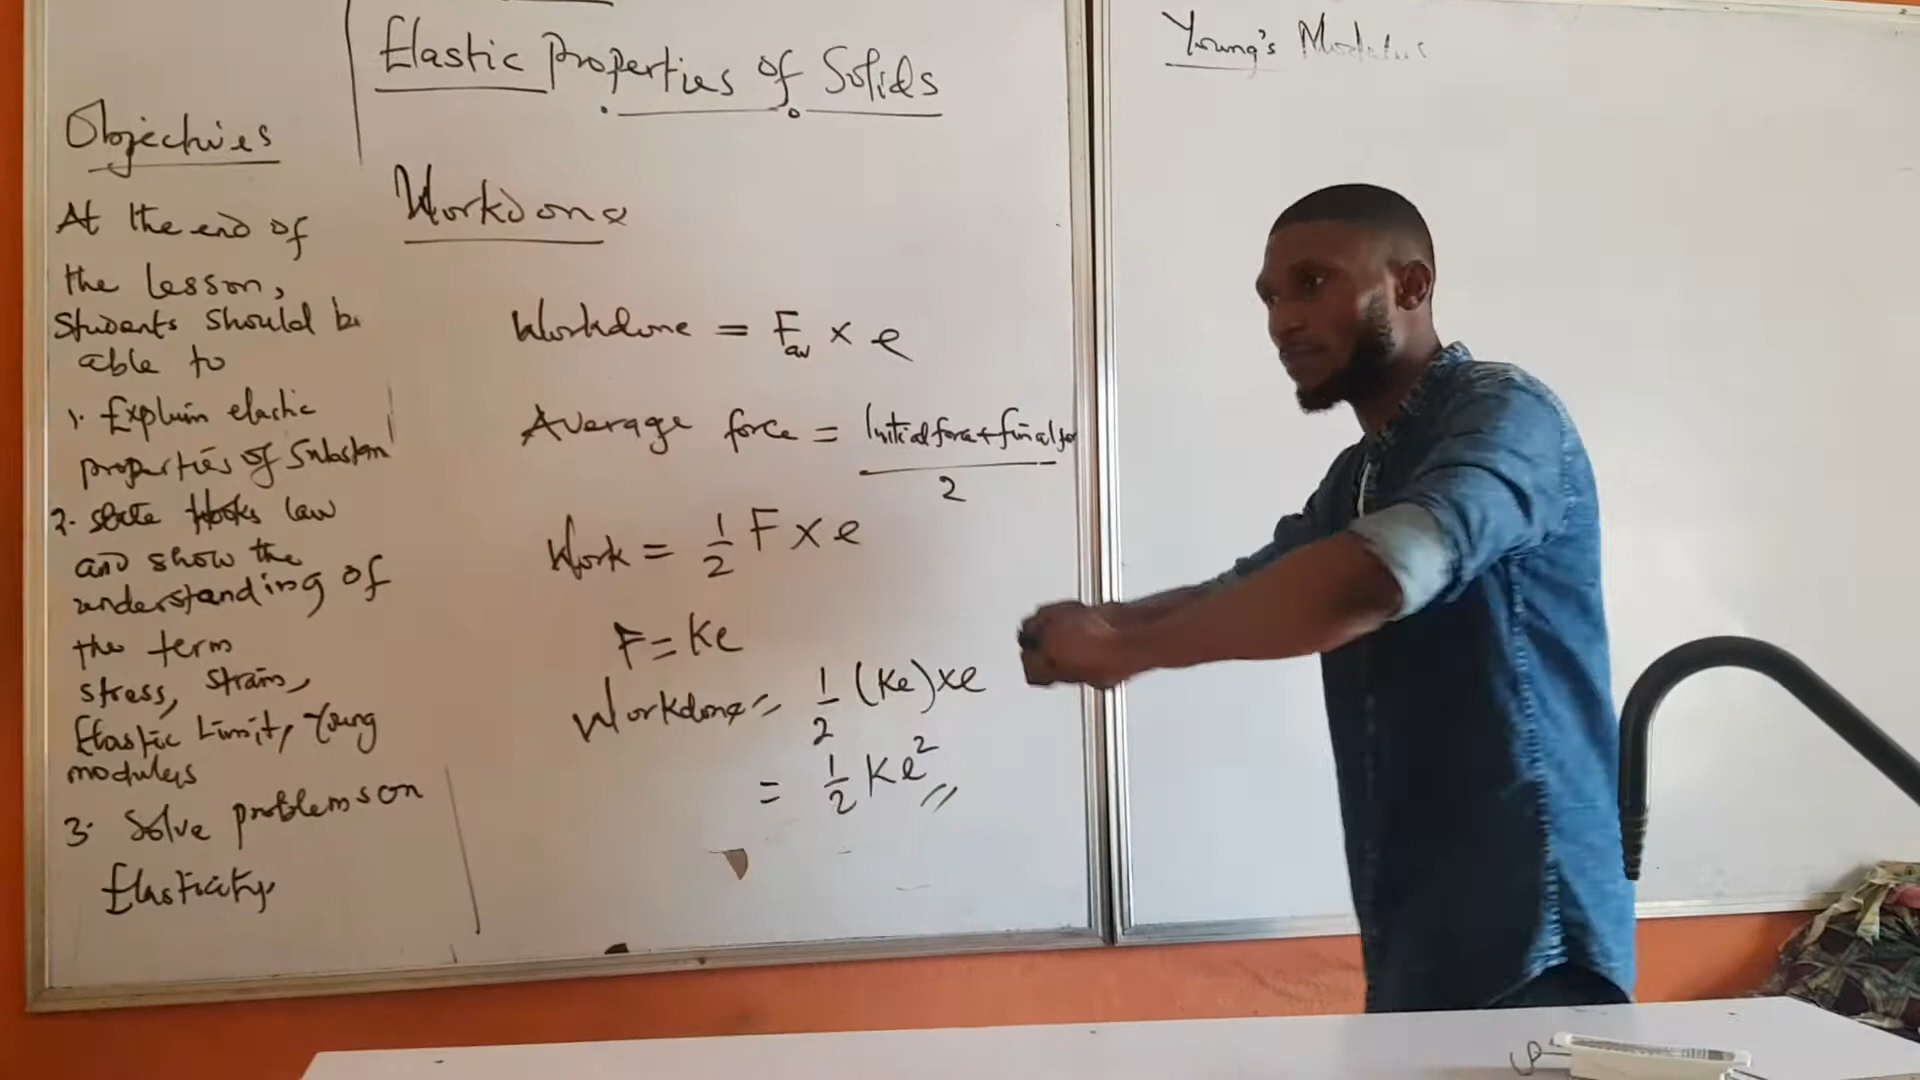 Elastic Properties of Solids
Objectives
At the end of
the lesson,
Students should be
able to
1. Explain elastic
properties of
2. state Hooks law
and show the
understanding of
the term
stress, strain,
Elastic Limit, Young
modulus
3. Solve problems on
Elasticity
Workdone
Workdone = Fav × e
Average force = Initial force + final
2
Work = 1/2 F × e
F = Ke
Workdone = 1/2 (Ke) × e
= 1/2 Ke²
Young's